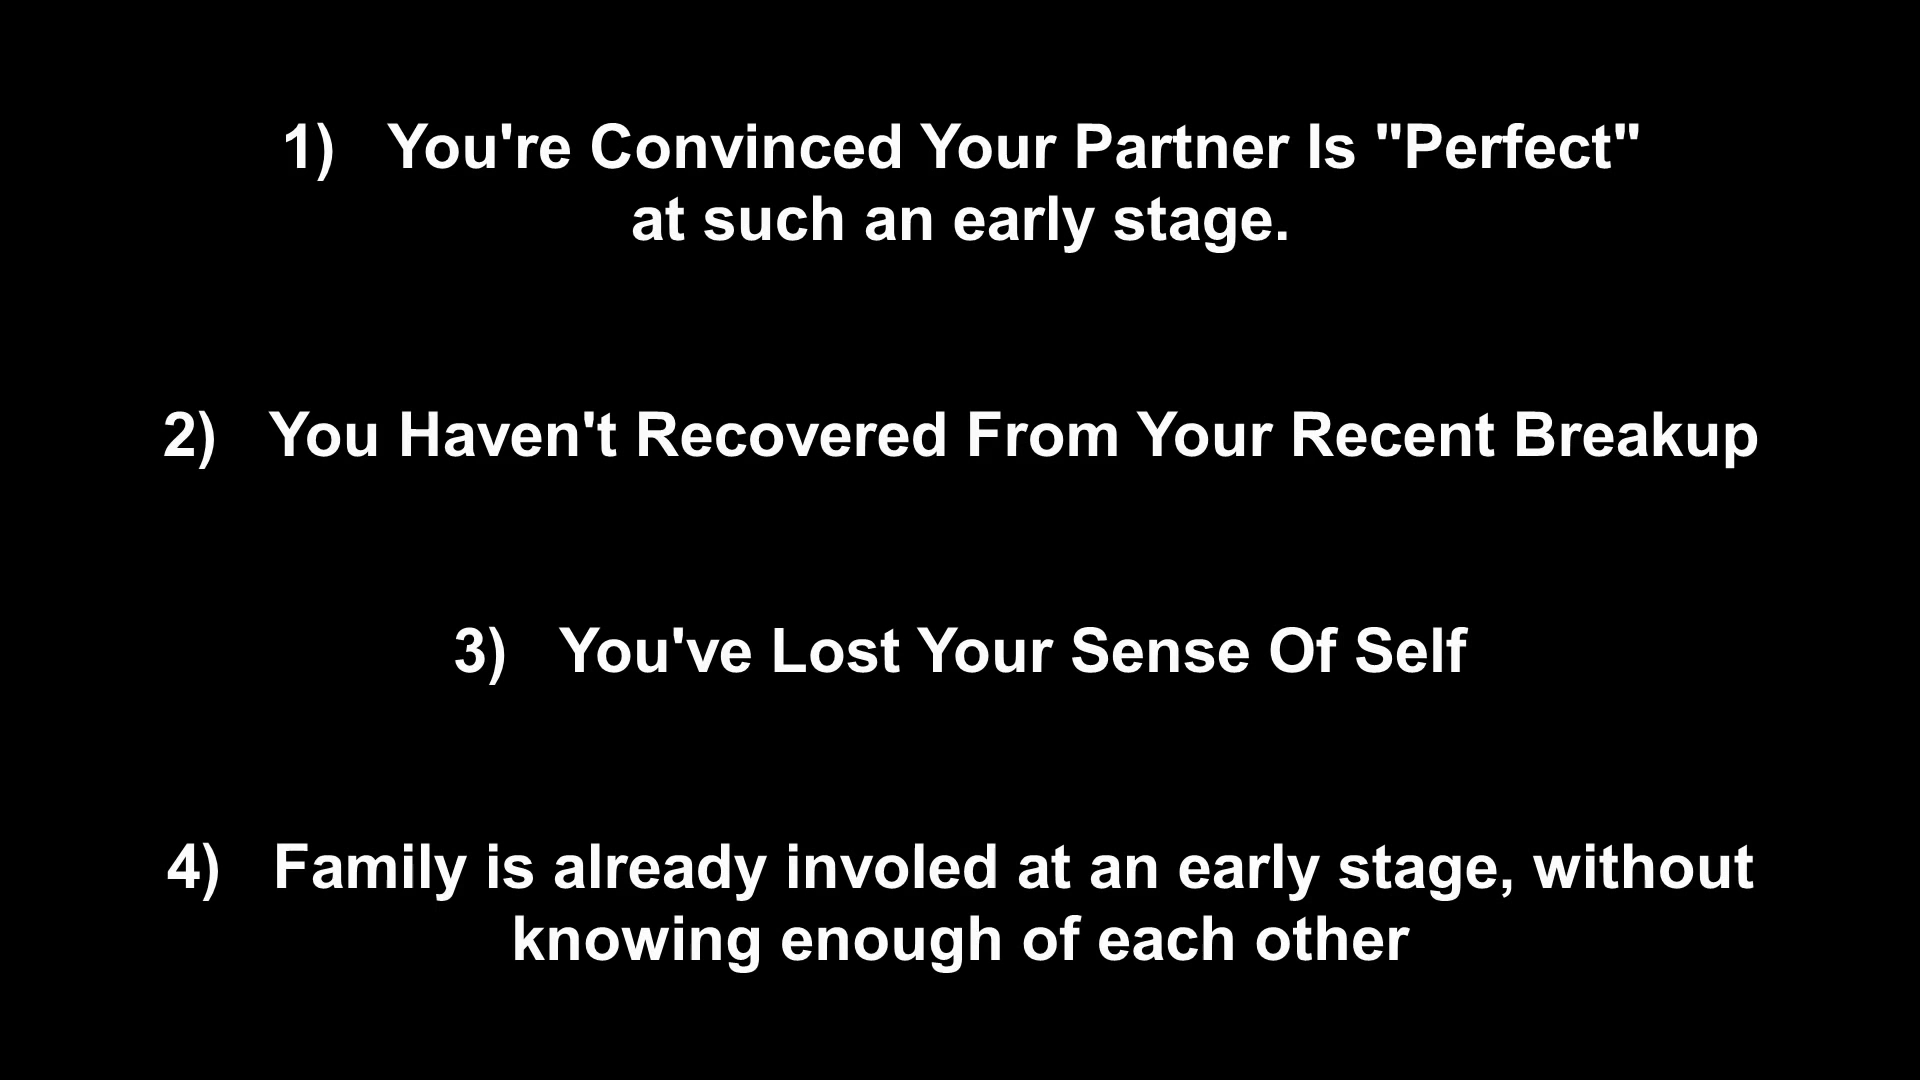 1) You're Convinced Your Partner Is "Perfect"
at such an early stage.
2) You Haven't Recovered From Your Recent Breakup
3) You've Lost Your Sense Of Self
4) Family is already involed at an early stage, without
knowing enough of each other